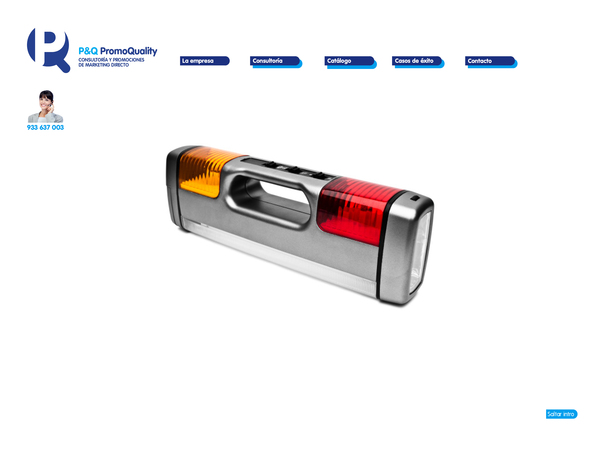 P&Q PromoQuality
CONSULTORÍA Y PROMOCIONES
DE MARKETING DIRECTO
La empresa
Consultoría
Catálogo
Casos de éxito
Contacto
933 637 003
Saltar intro